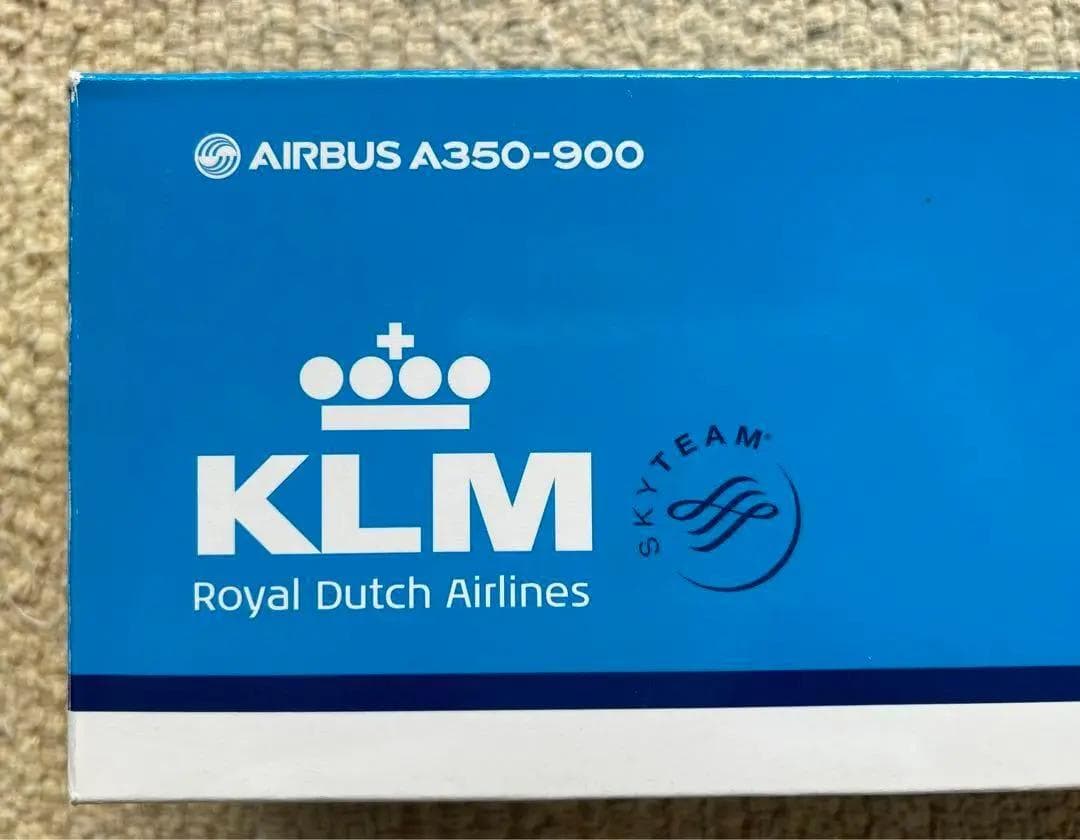 AIRBUS A350-900
KLM
Royal Dutch Airlines
SKYTEAM